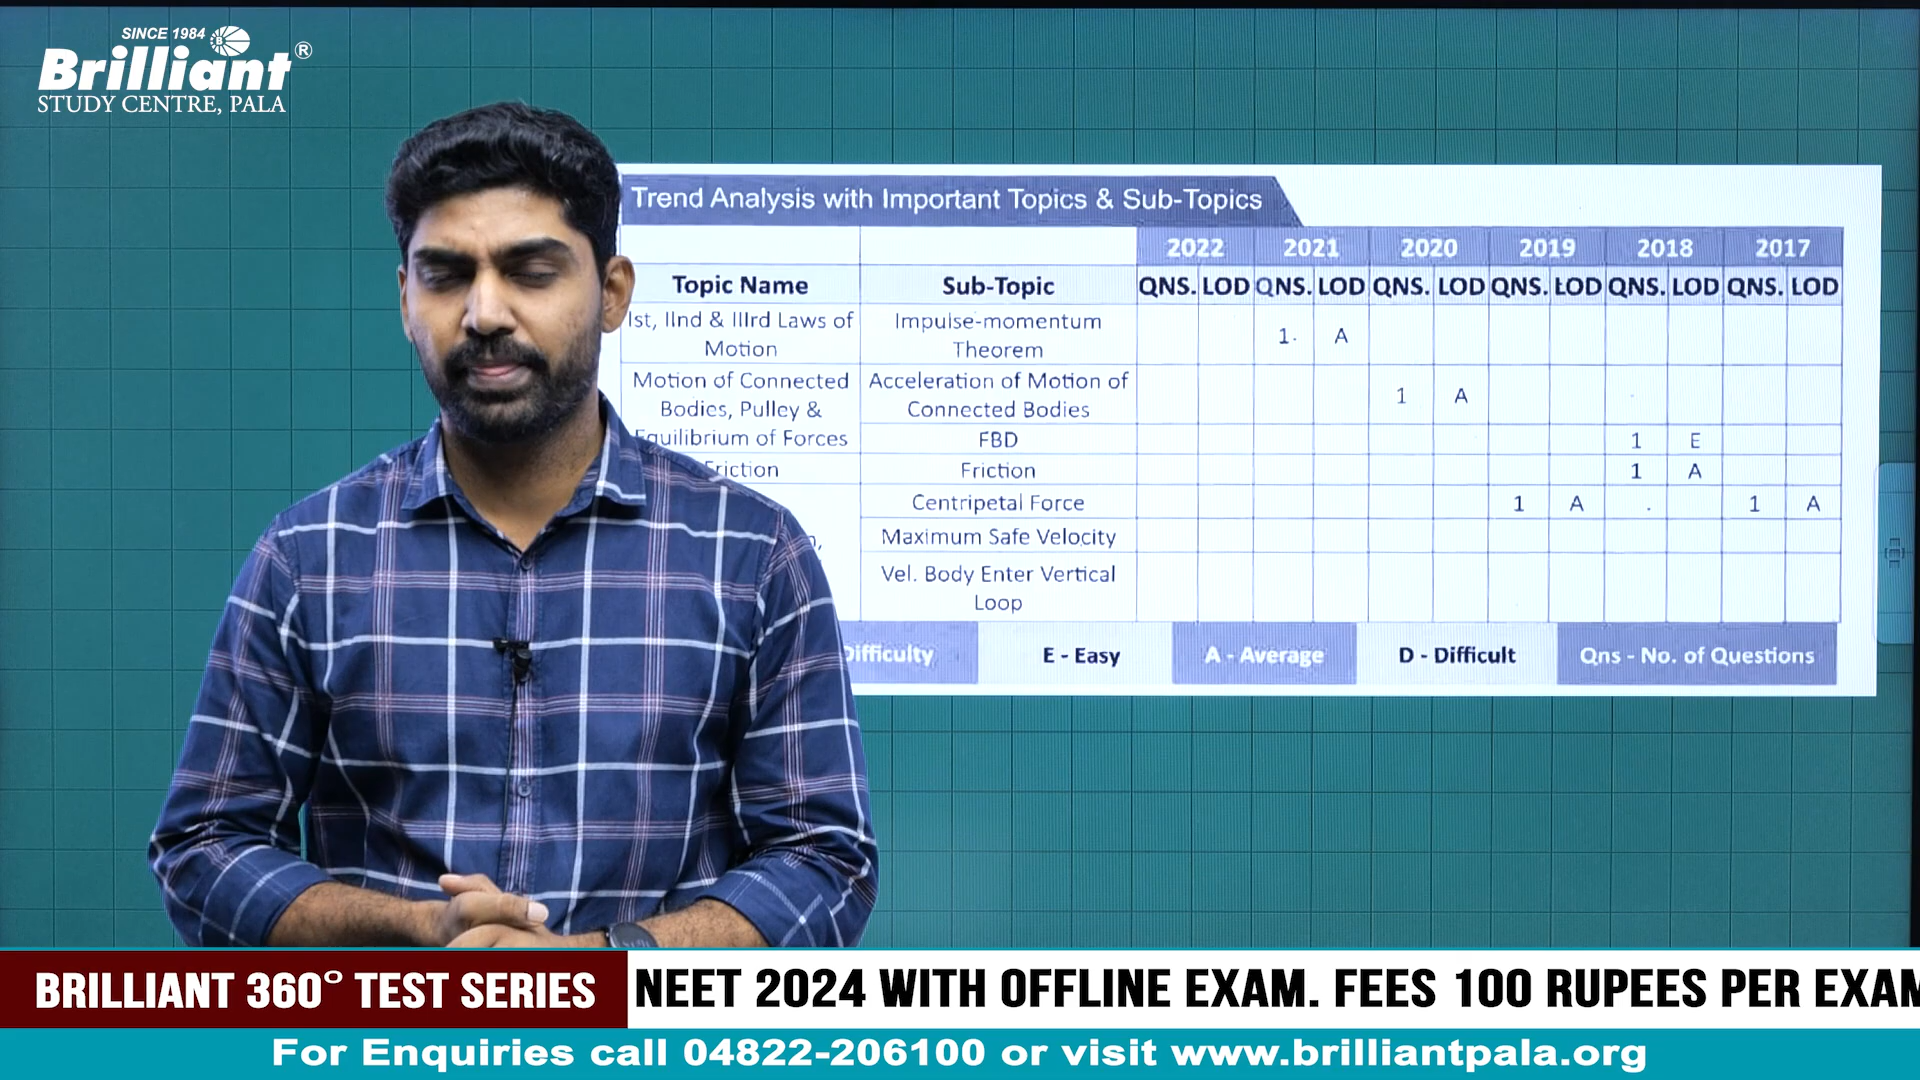 SINCE 1984
Brilliant®
STUDY CENTRE, PALA
Trend Analysis with Important Topics & Sub-Topics
2022 2021 2020 2019 2018 2017
Topic Name Sub-Topic QNS. LOD QNS. LOD QNS. LOD QNS. LOD QNS. LOD QNS. LOD
Ist, IInd & IIIrd Laws of Motion Impulse-momentum Theorem 1 A
Motion of Connected Bodies, Pulley & Equilibrium of Forces Acceleration of Motion of Connected Bodies 1 A
FBD 1 E
Friction Friction 1 A
Centripetal Force 1 A 1 A
Maximum Safe Velocity
Vel. Body Enter Vertical Loop
Difficulty E - Easy A - Average D - Difficult Qns - No. of Questions
BRILLIANT 360° TEST SERIES NEET 2024 WITH OFFLINE EXAM. FEES 100 RUPEES PER EXAM
For Enquiries call 04822-206100 or visit www.brilliantpala.org